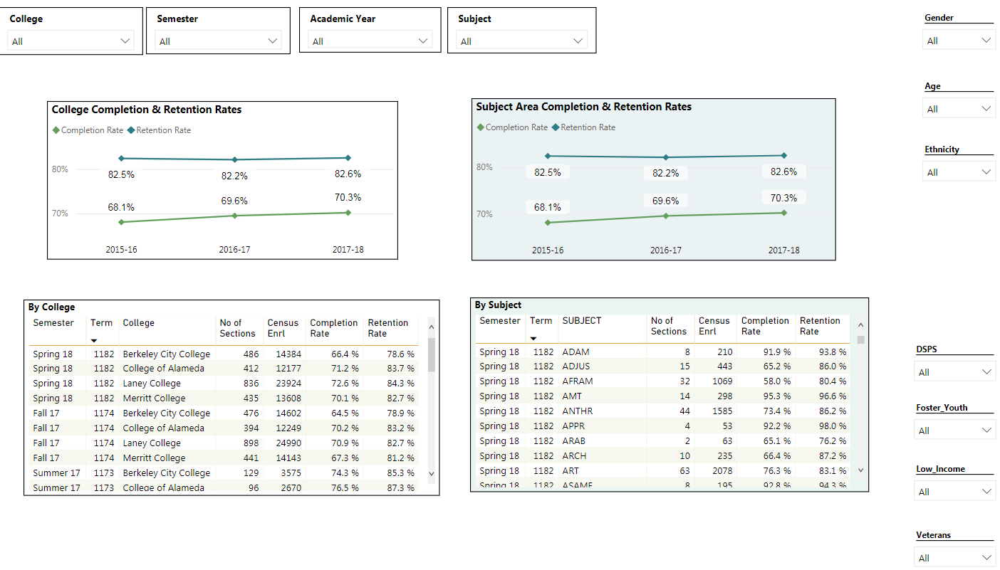 College
All
Semester
All
Academic Year
All
Subject
All
Gender
All
Age
All
Ethnicity
All
College Completion & Retention Rates
Completion Rate Retention Rate
80%
82.5% 82.2% 82.6%
70%
68.1% 69.6% 70.3%
2015-16 2016-17 2017-18
Subject Area Completion & Retention Rates
Completion Rate Retention Rate
80%
82.5% 82.2% 82.6%
70%
68.1% 69.6% 70.3%
2015-16 2016-17 2017-18
By College
Semester Term College No of Sections Census Enrl Completion Rate Retention Rate
Spring 18 1182 Berkeley City College 486 14384 66.4 % 78.6 %
Spring 18 1182 College of Alameda 412 12177 71.2 % 83.7 %
Spring 18 1182 Laney College 836 23924 72.6 % 84.3 %
Spring 18 1182 Merritt College 435 13608 70.1 % 82.7 %
Fall 17 1174 Berkeley City College 476 14602 64.5 % 78.9 %
Fall 17 1174 College of Alameda 394 12249 70.2 % 83.2 %
Fall 17 1174 Laney College 898 24990 70.9 % 82.7 %
Fall 17 1174 Merritt College 441 14143 67.3 % 81.2 %
Summer 17 1173 Berkeley City College 129 3575 74.3 % 85.3 %
Summer 17 1173 College of Alameda 96 2670 76.5 % 87.3 %
By Subject
Semester Term SUBJECT No of Sections Census Enrl Completion Rate Retention Rate
Spring 18 1182 ADAM 8 210 91.9 % 93.8 %
Spring 18 1182 ADJUS 15 443 65.2 % 86.0 %
Spring 18 1182 AFRAM 32 1069 58.0 % 80.4 %
Spring 18 1182 AMT 14 298 95.3 % 96.6 %
Spring 18 1182 ANTHR 44 1585 73.4 % 86.2 %
Spring 18 1182 APPR 4 53 92.2 % 98.0 %
Spring 18 1182 ARAB 2 63 65.1 % 76.2 %
Spring 18 1182 ARCH 10 235 66.4 % 87.2 %
Spring 18 1182 ART 63 2078 76.3 % 83.1 %
Spring 18 1182 ASAME 8 195 92.8 % 94.3 %
DSPS
All
Foster_Youth
All
Low_Income
All
Veterans
All